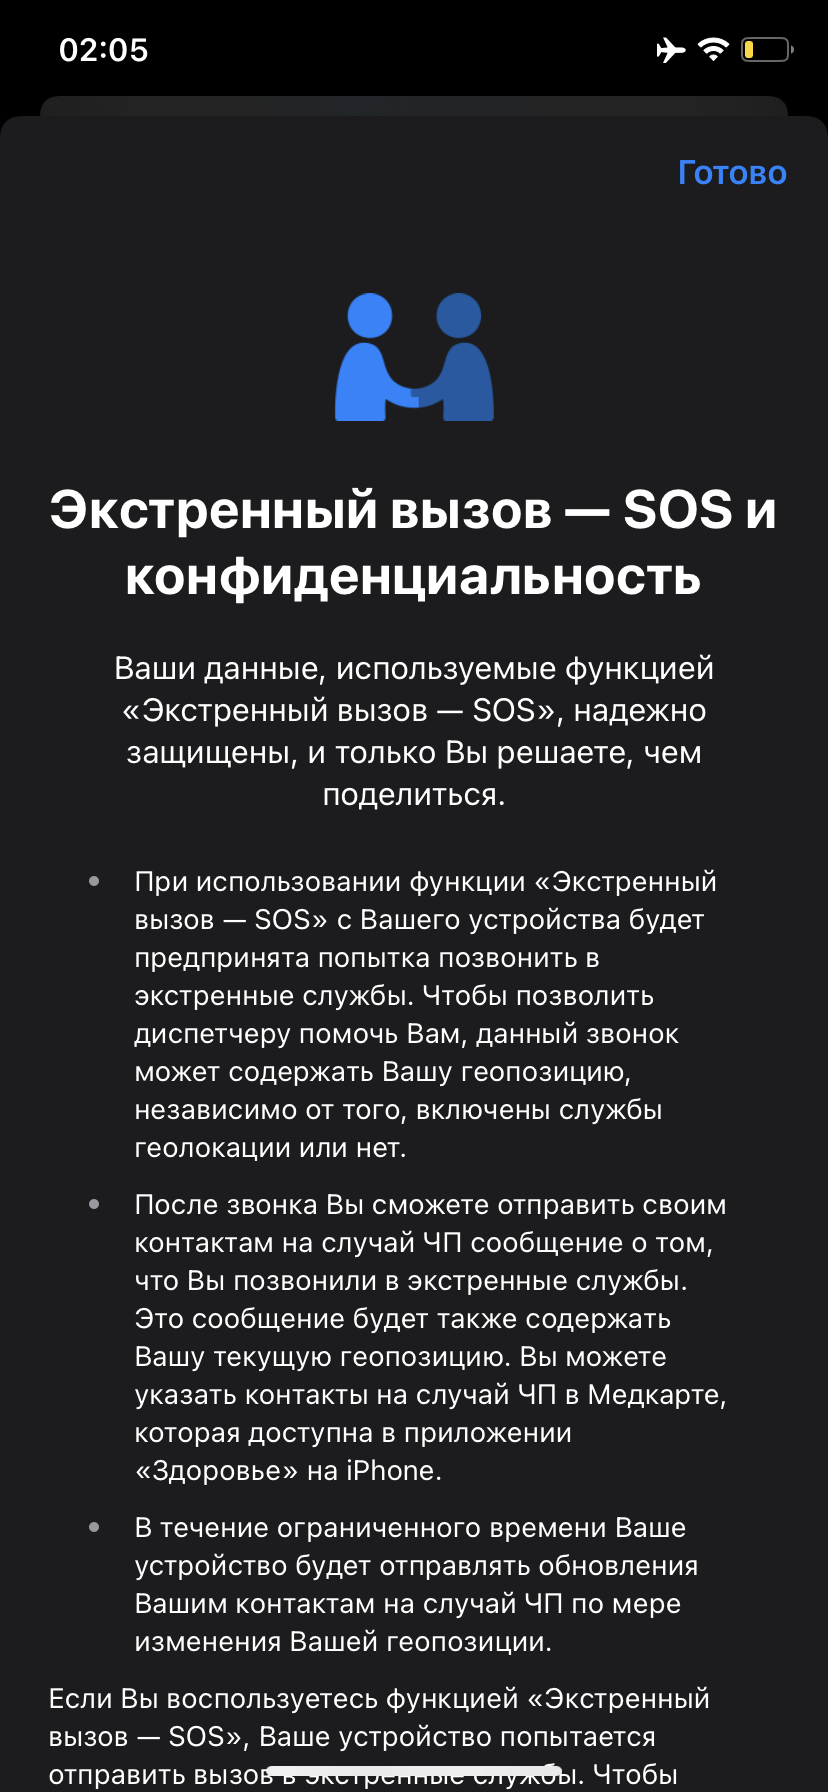 02:05
Готово
Экстренный вызов — SOS и
конфиденциальность
Ваши данные, используемые функцией
«Экстренный вызов — SOS», надежно
защищены, и только Вы решаете, чем
поделиться.
• При использовании функции «Экстренный
вызов — SOS» с Вашего устройства будет
предпринята попытка позвонить в
экстренные службы. Чтобы позволить
диспетчеру помочь Вам, данный звонок
может содержать Вашу геопозицию,
независимо от того, включены службы
геолокации или нет.
• После звонка Вы сможете отправить своим
контактам на случай ЧП сообщение о том,
что Вы позвонили в экстренные службы.
Это сообщение будет также содержать
Вашу текущую геопозицию. Вы можете
указать контакты на случай ЧП в Медкарте,
которая доступна в приложении
«Здоровье» на iPhone.
• В течение ограниченного времени Ваше
устройство будет отправлять обновления
Вашим контактам на случай ЧП по мере
изменения Вашей геопозиции.
Если Вы воспользуетесь функцией «Экстренный
вызов — SOS», Ваше устройство попытается
отправить вызов в экстренные службы. Чтобы